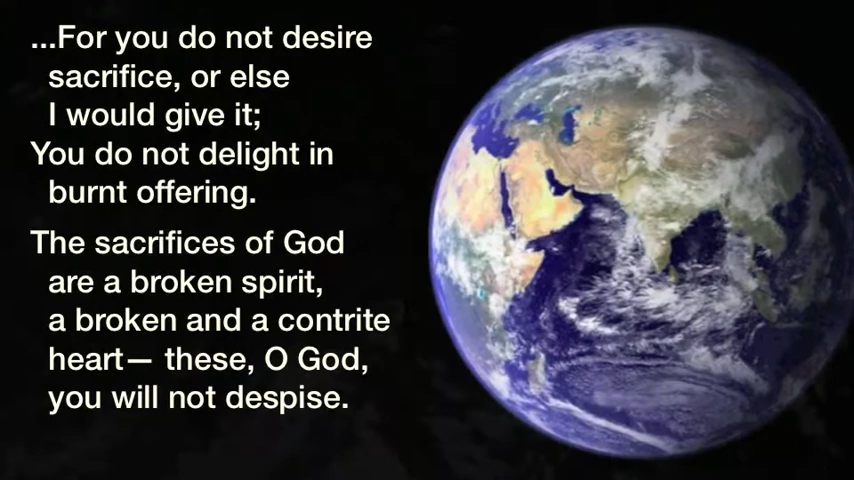 ...For you do not desire
sacrifice, or else
I would give it;
You do not delight in
burnt offering.
The sacrifices of God
are a broken spirit,
a broken and a contrite
heart— these, O God,
you will not despise.